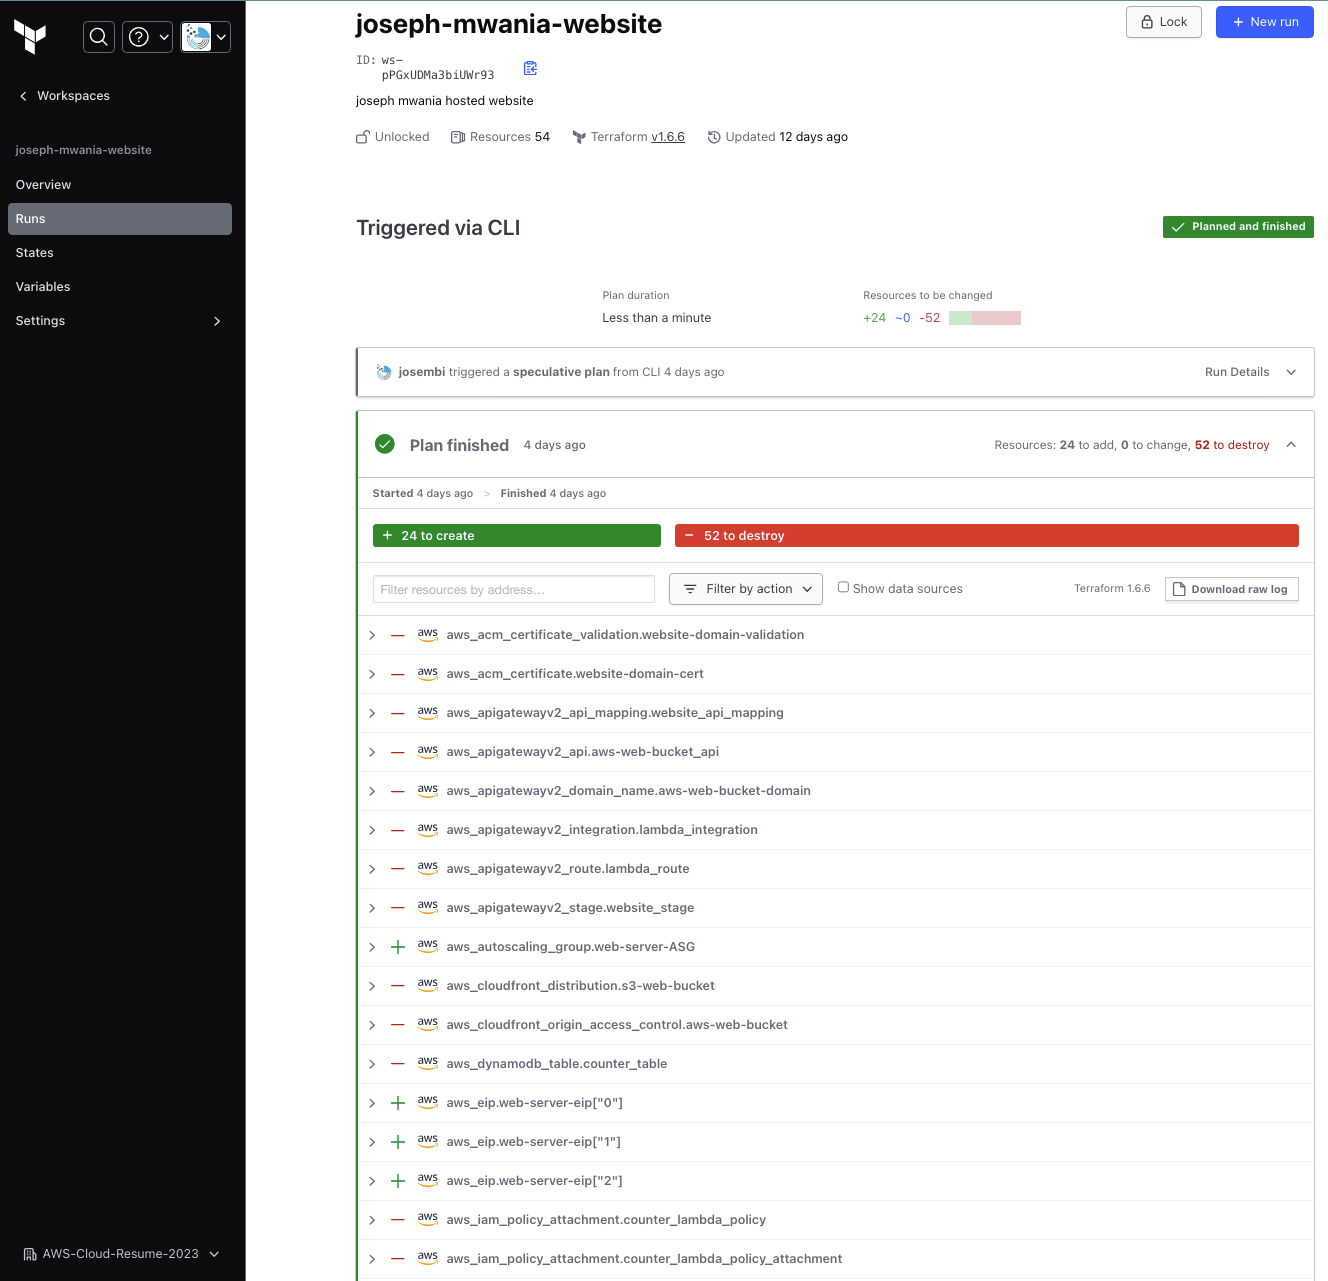 Workspaces
joseph-mwania-website
Overview
Runs
States
Variables
Settings
AWS-Cloud-Resume-2023
joseph-mwania-website
Lock
New run
ID: ws-
pPGxUDMa3biUWr93
joseph mwania hosted website
Unlocked Resources 54 Terraform v1.6.6 Updated 12 days ago
Triggered via CLI
Planned and finished
Plan duration
Less than a minute
Resources to be changed
+24 ~0 -52
josembi triggered a speculative plan from CLI 4 days ago
Run Details
Plan finished 4 days ago
Resources: 24 to add, 0 to change, 52 to destroy
Started 4 days ago > Finished 4 days ago
+ 24 to create
− 52 to destroy
Filter resources by address...
Filter by action
Show data sources
Terraform 1.6.6
Download raw log
aws aws_acm_certificate_validation.website-domain-validation
aws aws_acm_certificate.website-domain-cert
aws aws_apigatewayv2_api_mapping.website_api_mapping
aws aws_apigatewayv2_api.aws-web-bucket_api
aws aws_apigatewayv2_domain_name.aws-web-bucket-domain
aws aws_apigatewayv2_integration.lambda_integration
aws aws_apigatewayv2_route.lambda_route
aws aws_apigatewayv2_stage.website_stage
aws aws_autoscaling_group.web-server-ASG
aws aws_cloudfront_distribution.s3-web-bucket
aws aws_cloudfront_origin_access_control.aws-web-bucket
aws aws_dynamodb_table.counter_table
aws aws_eip.web-server-eip["0"]
aws aws_eip.web-server-eip["1"]
aws aws_eip.web-server-eip["2"]
aws aws_iam_policy_attachment.counter_lambda_policy
aws aws_iam_policy_attachment.counter_lambda_policy_attachment